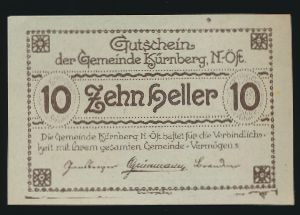 Gutschein
der Gemeinde Kürnberg, N-Öst.
10 Zehn Heller 10
Die Gemeinde Kürnberg N-Öst. haftet für die Verbindlich-
keit mit ihrem gesamten Gemeinde-Vermögen.